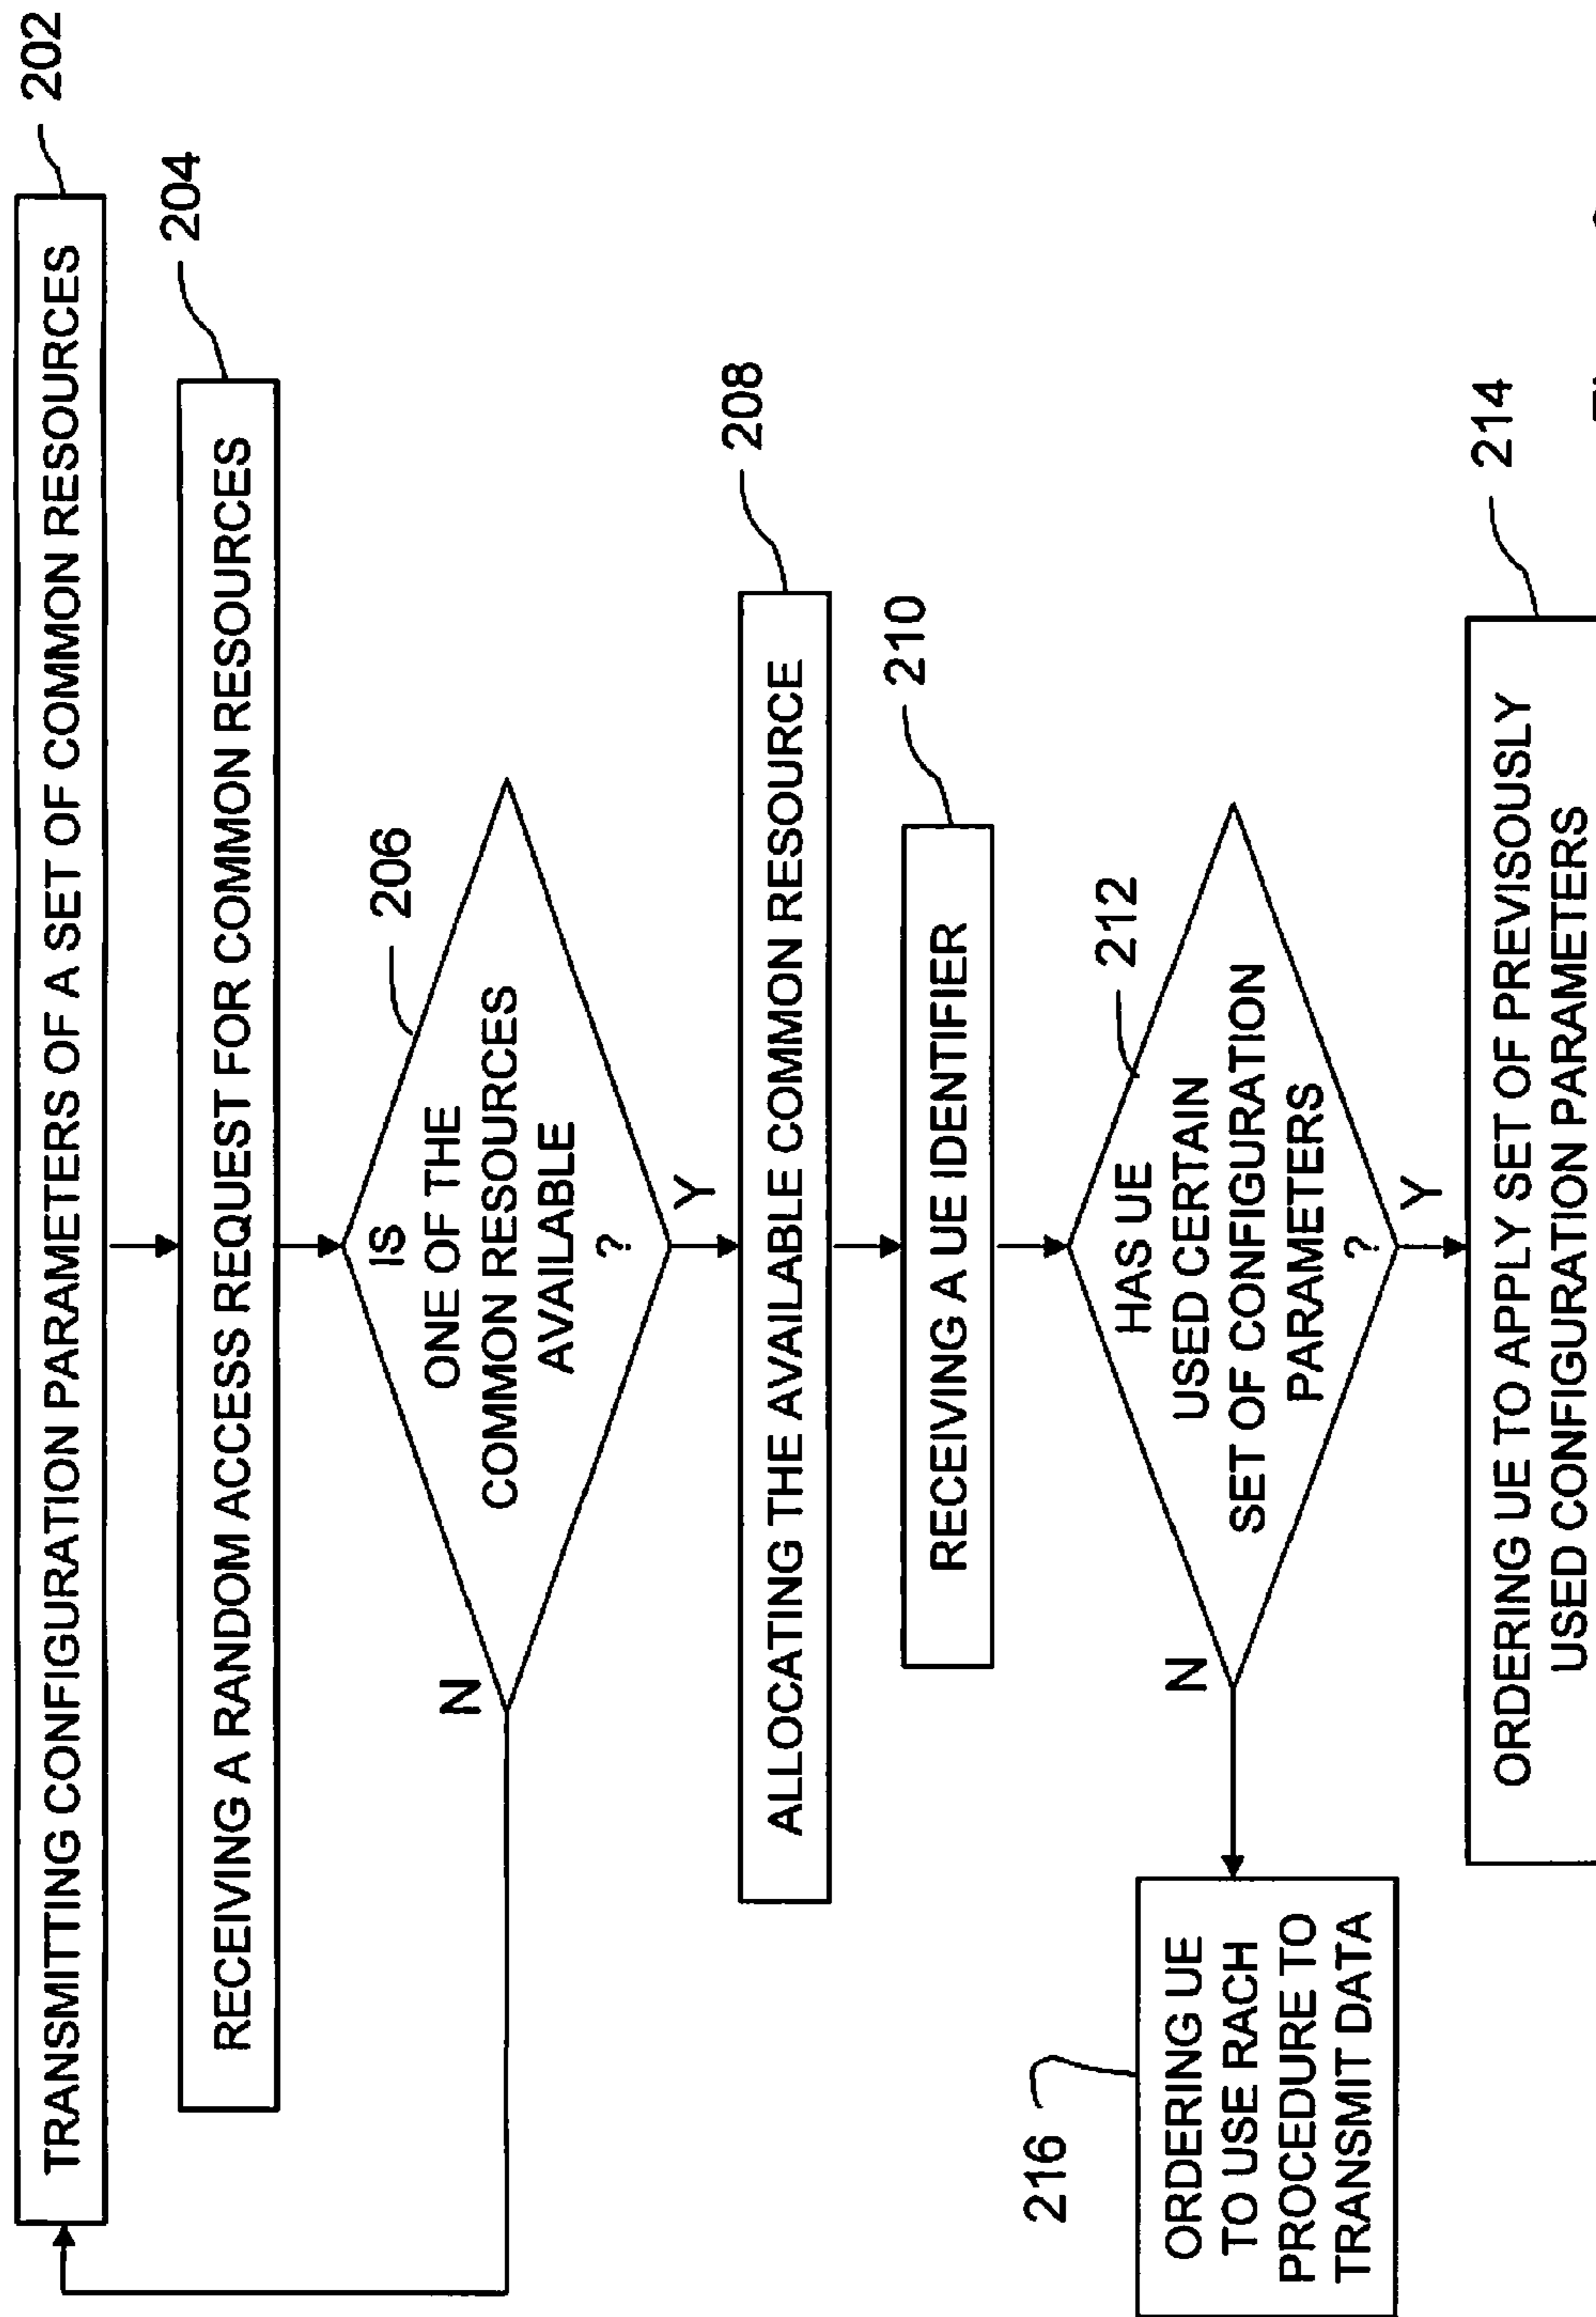 TRANSMITTING CONFIGURATION PARAMETERS OF A SET OF COMMON RESOURCES
202
RECEIVING A RANDOM ACCESS REQUEST FOR COMMON RESOURCES
204
206
IS
ONE OF THE
COMMON RESOURCES
AVAILABLE
?
N
Y
ALLOCATING THE AVAILABLE COMMON RESOURCE
208
RECEIVING A UE IDENTIFIER
210
212
HAS UE
USED CERTAIN
SET OF CONFIGURATION
PARAMETERS
?
N
Y
216
ORDERING UE
TO USE RACH
PROCEDURE TO
TRANSMIT DATA
ORDERING UE TO APPLY SET OF PREVISOUSLY
USED CONFIGURATION PARAMETERS
214